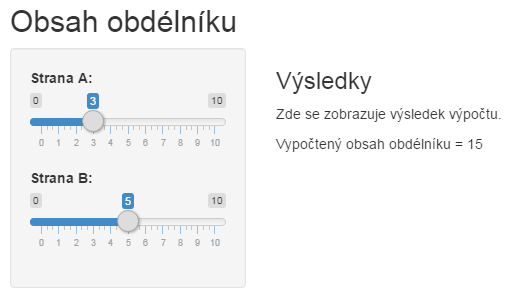 Obsah obdélníku
Strana A:
0 3 10
0 1 2 3 4 5 6 7 8 9 10
Strana B:
0 5 10
0 1 2 3 4 5 6 7 8 9 10
Výsledky
Zde se zobrazuje výsledek výpočtu.
Vypočtený obsah obdélníku = 15